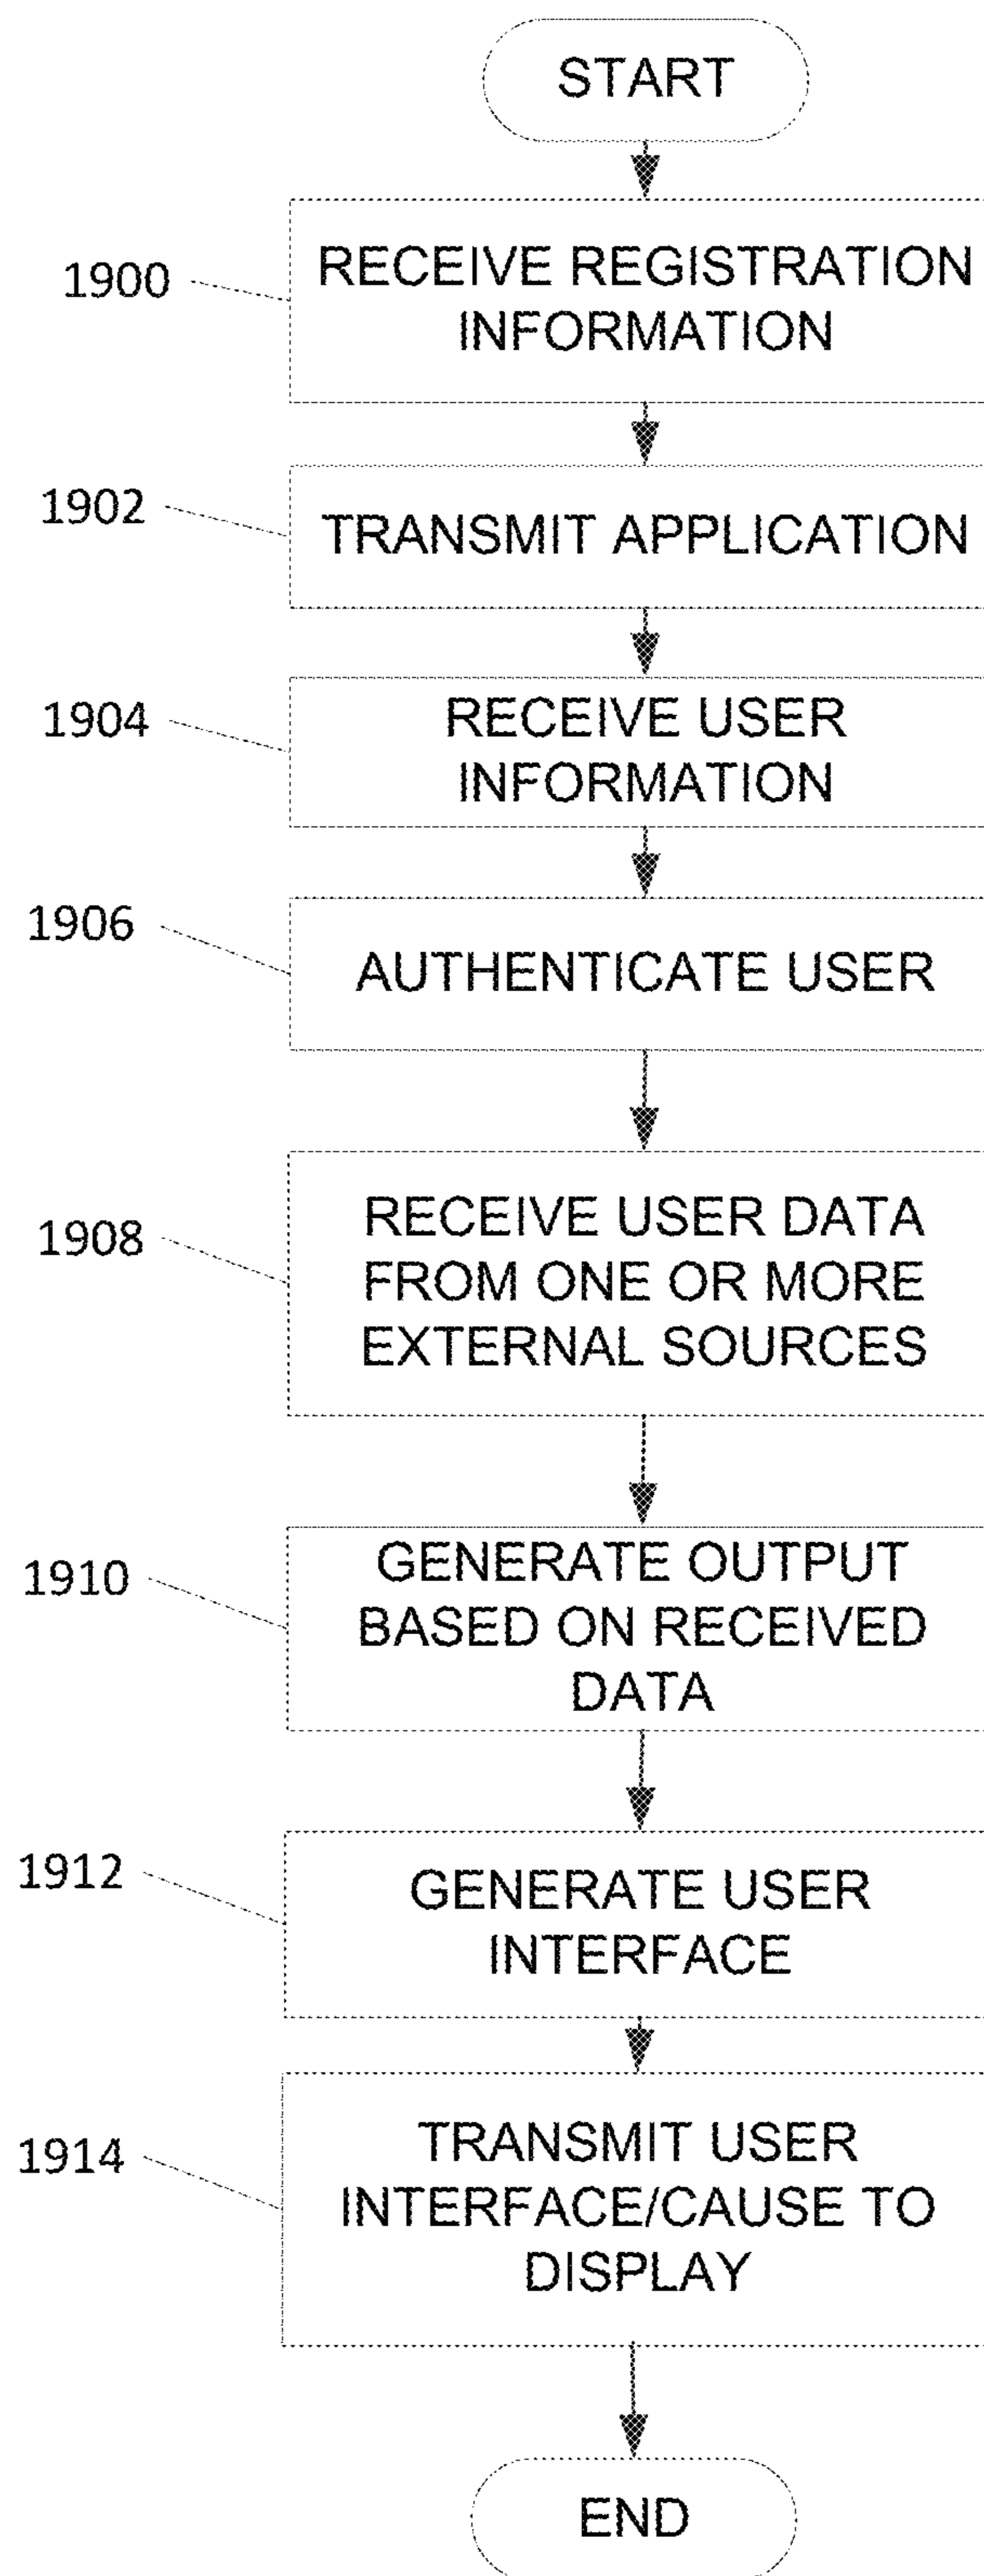 START
1900
RECEIVE REGISTRATION
INFORMATION
1902
TRANSMIT APPLICATION
1904
RECEIVE USER
INFORMATION
1906
AUTHENTICATE USER
1908
RECEIVE USER DATA
FROM ONE OR MORE
EXTERNAL SOURCES
1910
GENERATE OUTPUT
BASED ON RECEIVED
DATA
1912
GENERATE USER
INTERFACE
1914
TRANSMIT USER
INTERFACE/CAUSE TO
DISPLAY
END